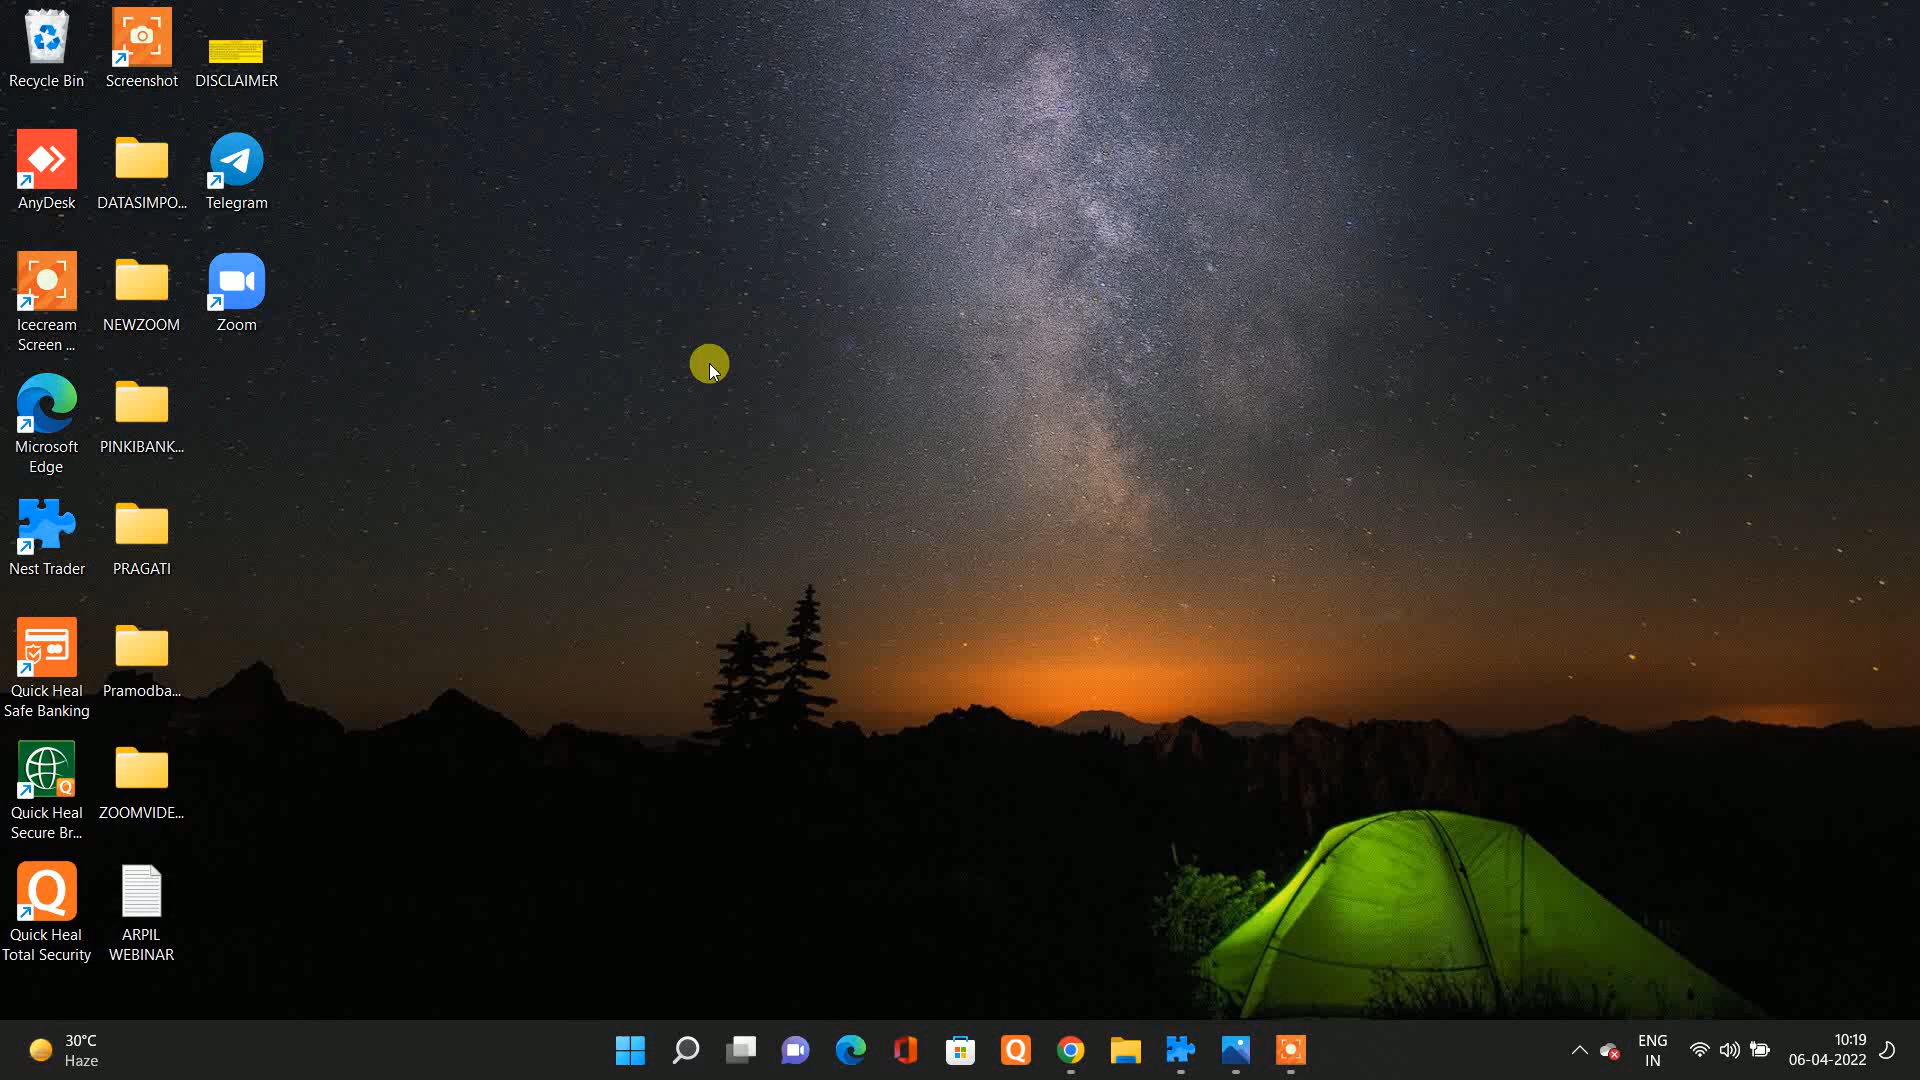 Recycle Bin
Screenshot
DISCLAIMER
AnyDesk
DATASIMPO...
Telegram
Icecream
Screen ...
NEWZOOM
Zoom
Microsoft
Edge
PINKIBANK...
Nest Trader
PRAGATI
Quick Heal
Safe Banking
Pramodba...
Quick Heal
Secure Br...
ZOOMVIDE...
Quick Heal
Total Security
ARPIL
WEBINAR
30°C
Haze
ENG
IN
10:19
06-04-2022